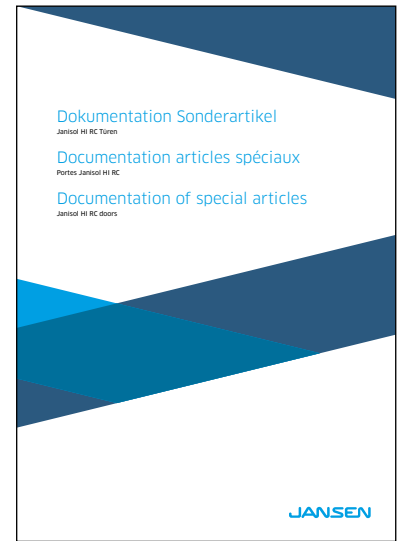 Dokumentation Sonderartikel
Janisol HI RC Türen
Documentation articles spéciaux
Portes Janisol HI RC
Documentation of special articles
Janisol HI RC doors
JANSEN